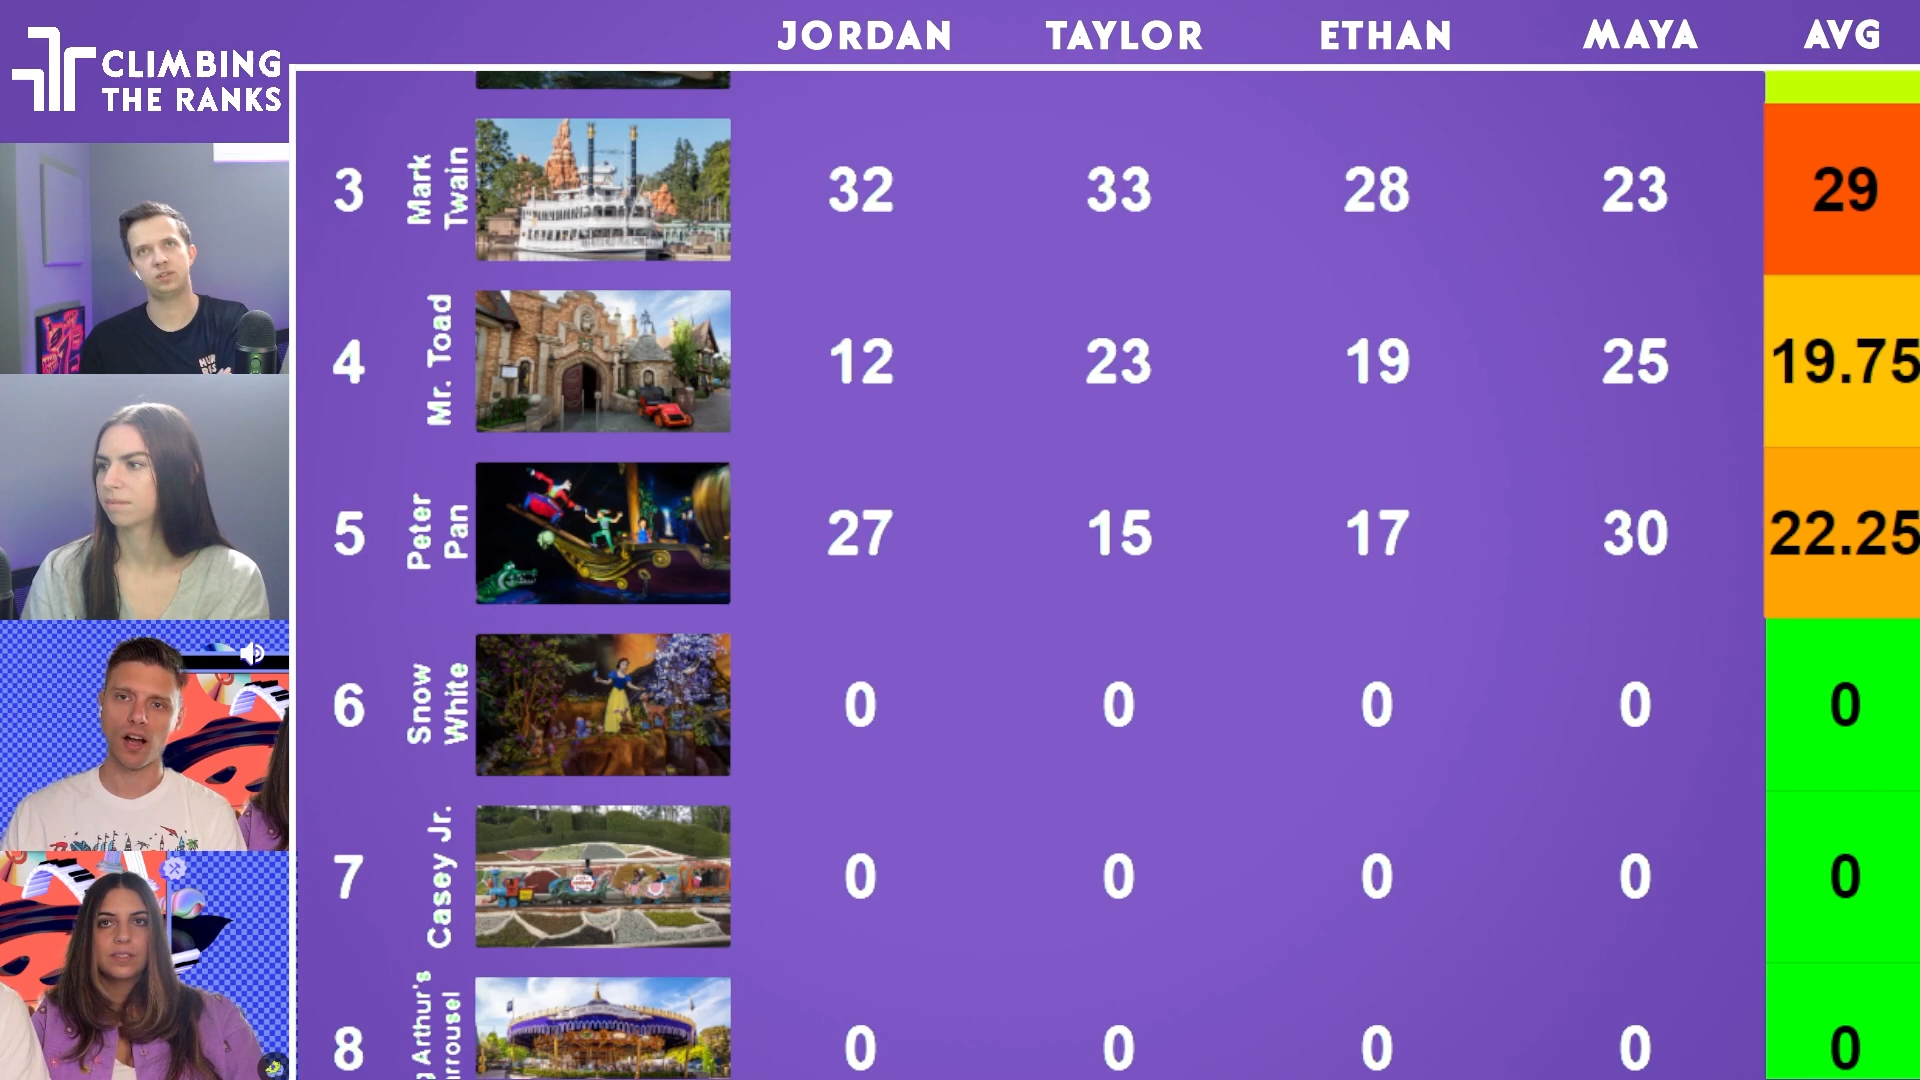 CLIMBING
THE RANKS
JORDAN TAYLOR ETHAN MAYA AVG
3 Mark Twain 32 33 28 23 29
4 Mr. Toad 12 23 19 25 19.75
5 Peter Pan 27 15 17 30 22.25
6 Snow White 0 0 0 0 0
7 Casey Jr. 0 0 0 0 0
8 Arthur's 0 0 0 0 0